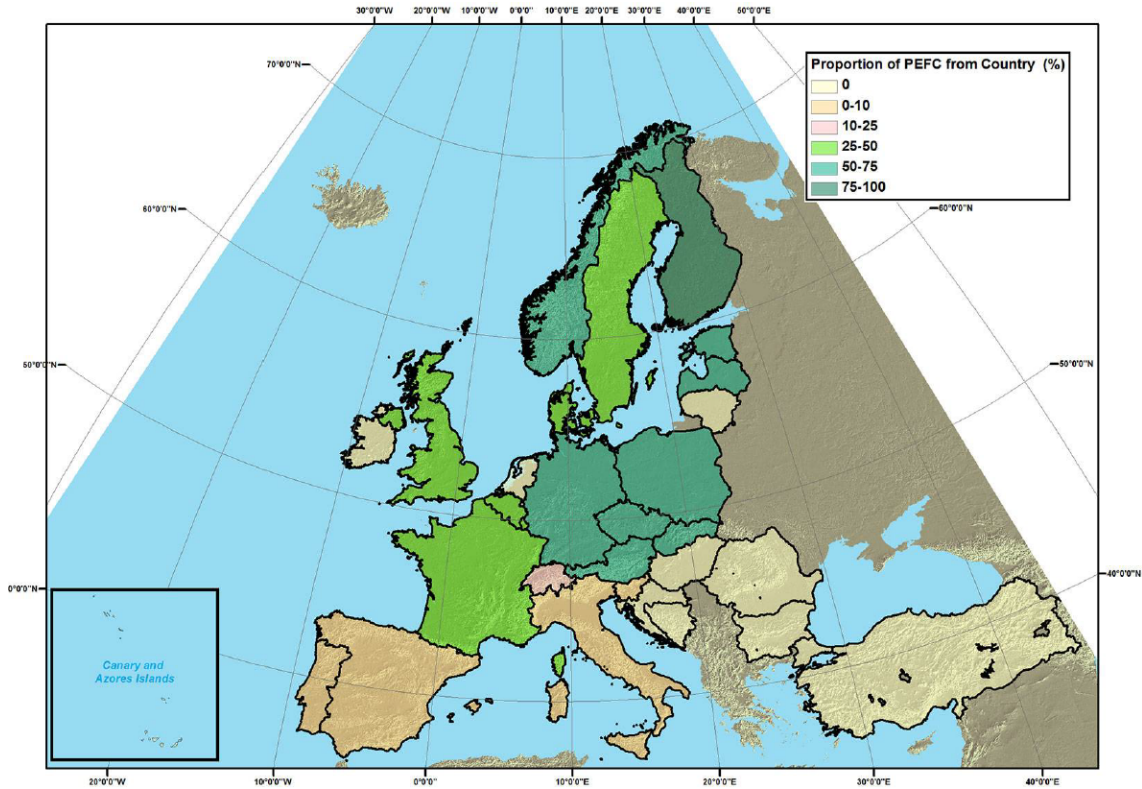 30°0'0"W 20°0'0"W 10°0'0"W 0°0'0" 10°0'0"E 20°0'0"E 30°0'0"E 40°0'0"E 50°0'0"E
70°0'0"N
Proportion of PEFC from Country (%)
0
0-10
10-25
25-50
50-75
75-100
60°0'0"N 60°0'0"N
50°0'0"N 50°0'0"N
0°0'0"N 40°0'0"N
Canary and
Azores Islands
20°0'0"W 10°0'0"W 0°0'0"E 10°0'0"E 20°0'0"E 30°0'0"E 40°0'0"E